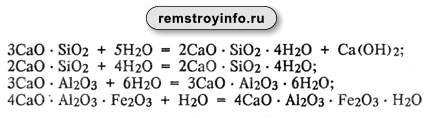 remstroyinfo.ru
3CaO · SiO₂ + 5H₂O = 2CaO · SiO₂ · 4H₂O + Ca(OH)₂;
2CaO · SiO₂ + 4H₂O = 2CaO · SiO₂ · 4H₂O;
3CaO · Al₂O₃ + 6H₂O = 3CaO · Al₂O₃ · 6H₂O;
4CaO · Al₂O₃ · Fe₂O₃ + H₂O = 4CaO · Al₂O₃ · Fe₂O₃ · H₂O